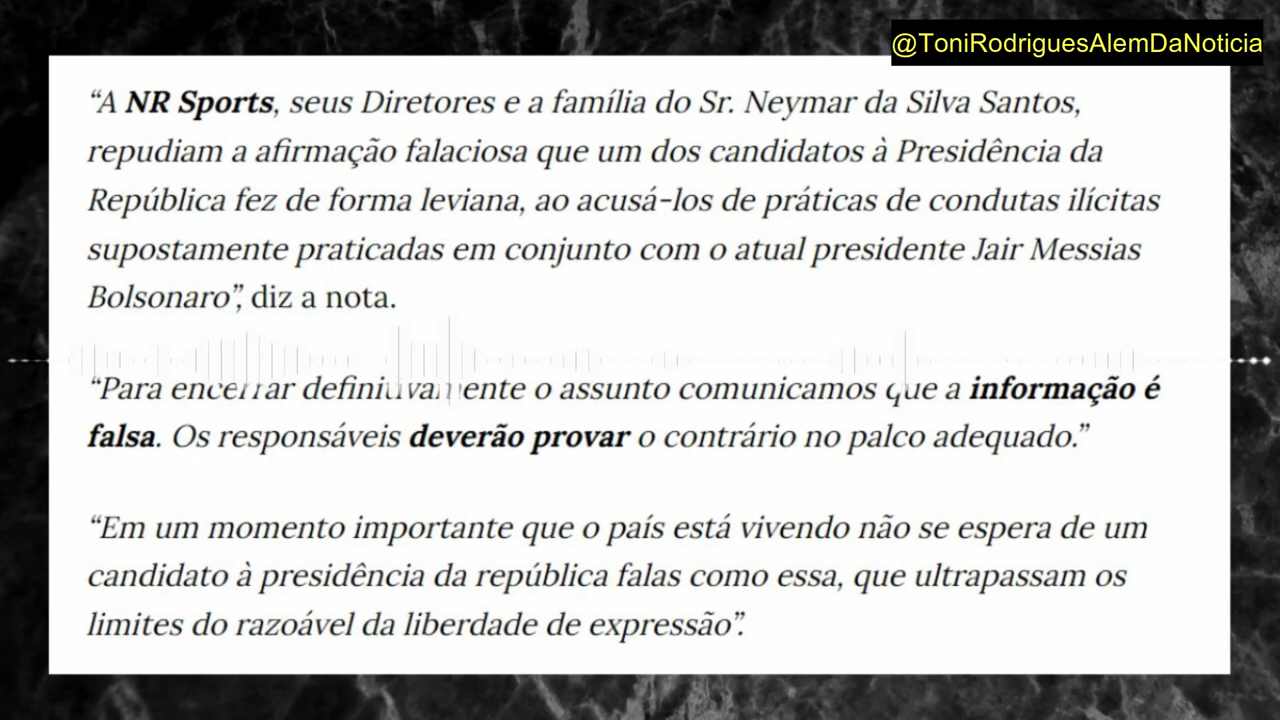 @ToniRodriguesAlemDaNoticia
“A NR Sports, seus Diretores e a família do Sr. Neymar da Silva Santos,
repudiam a afirmação falaciosa que um dos candidatos à Presidência da
República fez de forma leviana, ao acusá-los de práticas de condutas ilícitas
supostamente praticadas em conjunto com o atual presidente Jair Messias
Bolsonaro”, diz a nota.
“Para encerrar definitivamente o assunto comunicamos que a informação é
falsa. Os responsáveis deverão provar o contrário no palco adequado.”
“Em um momento importante que o país está vivendo não se espera de um
candidato à presidência da república falas como essa, que ultrapassam os
limites do razoável da liberdade de expressão”.